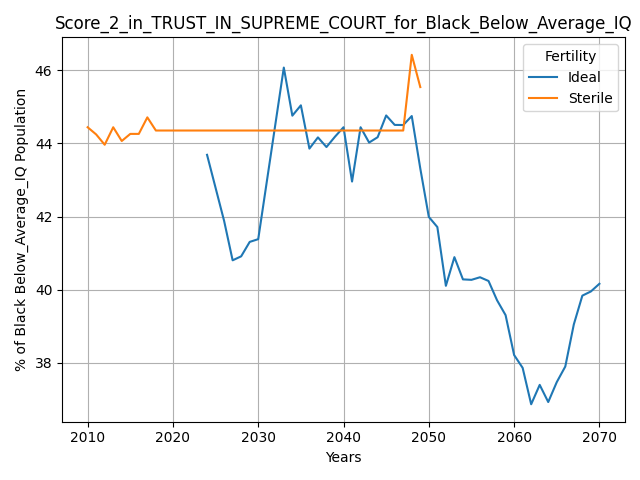 Score_2_in_TRUST_IN_SUPREME_COURT_for_Black_Below_Average_IQ
% of Black Below_Average_IQ Population
46
44
42
40
38
Fertility
Ideal
Sterile
2010 2020 2030 2040 2050 2060 2070
Years